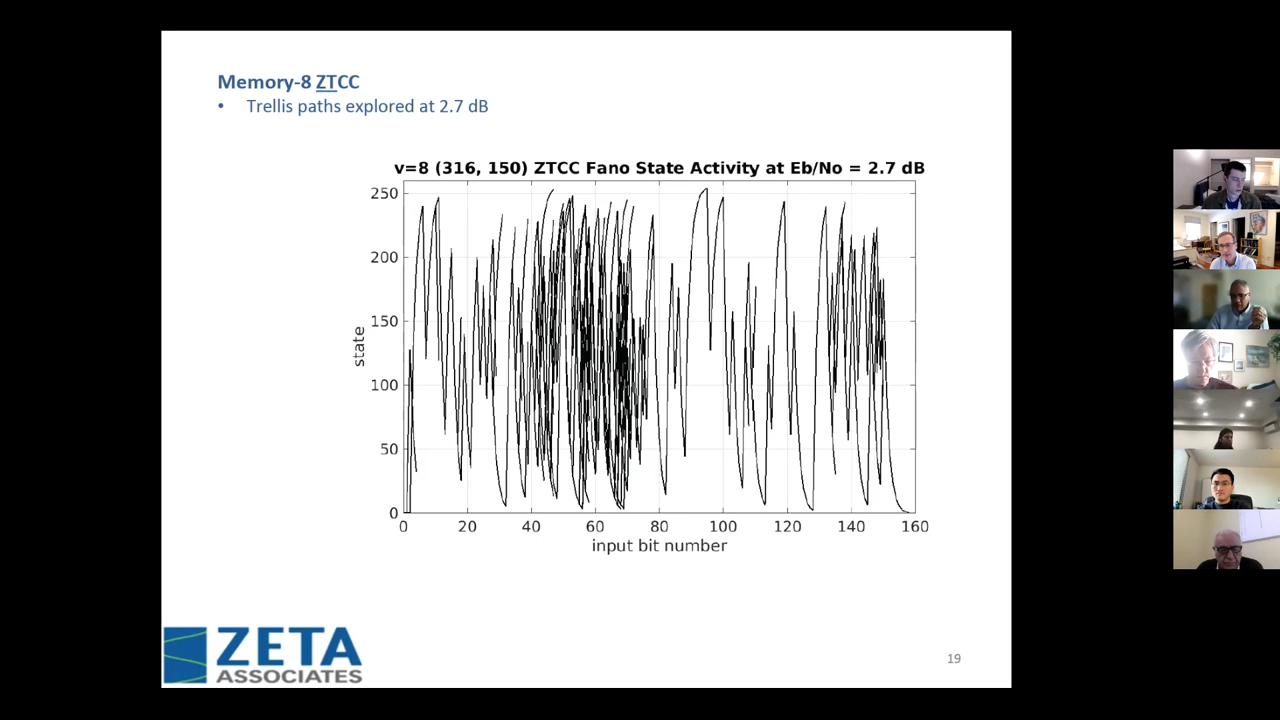 Memory-8 ZTCC
• Trellis paths explored at 2.7 dB
v=8 (316, 150) ZTCC Fano State Activity at Eb/No = 2.7 dB
250
200
150
100
50
0
state
0 20 40 60 80 100 120 140 160
input bit number
ZETA
ASSOCIATES
19